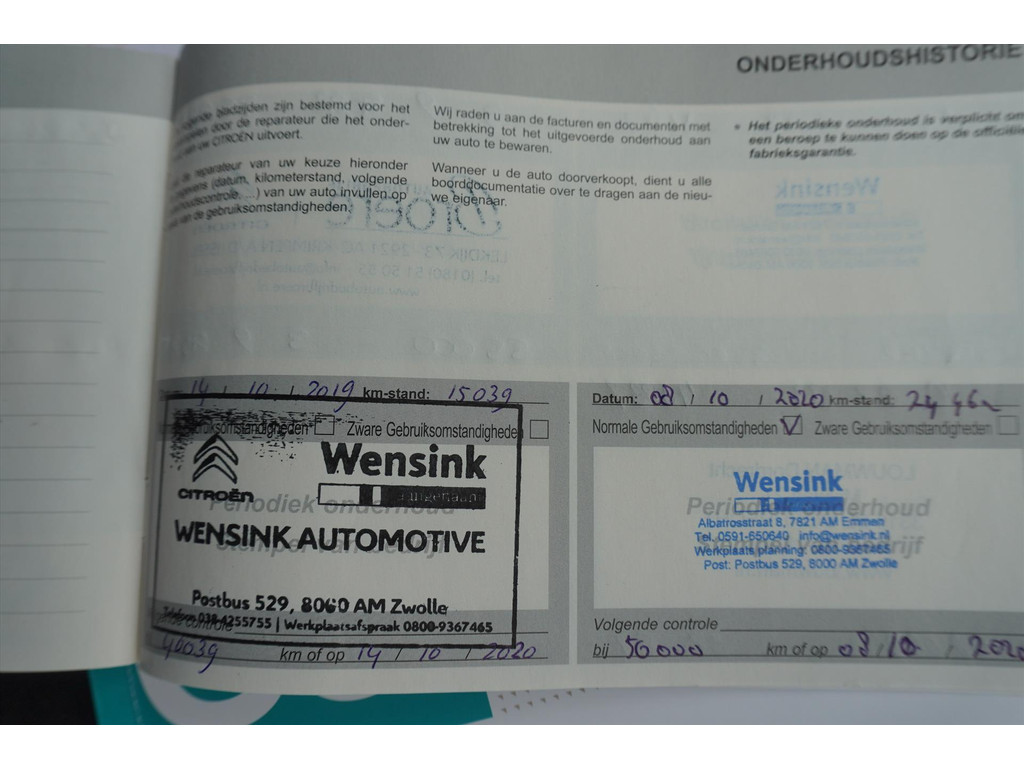 ONDERHOUDSHISTORIE
bladzijden zijn bestemd voor het
door de reparateur die het onder-
uw CITROËN uitvoert.
de reparateur van uw keuze hieronder
(datum, kilometerstand, volgende
...) van uw auto invullen op
van de gebruiksomstandigheden.
Wij raden u aan de facturen en documenten met
betrekking tot het uitgevoerde onderhoud aan
uw auto te bewaren.
Wanneer u de auto doorverkoopt, dient u alle
boorddocumentatie over te dragen aan de nieu-
we eigenaar.
Het periodieke onderhoud is verplicht om
een beroep te kunnen doen op de officiële
fabrieksgarantie.
14 / 10 / 2019 km-stand: 15039
Zware Gebruiksomstandigheden
CITROËN
Wensink
Periodiek onderhoud
WENSINK AUTOMOTIVE
Postbus 529, 8000 AM Zwolle
038-4255755 | Werkplaatsafspraak 0800-9367465
40039 km of op 14 / 10 / 2020
Datum: 08 / 10 / 2020 km-stand:
Normale Gebruiksomstandigheden Zware Gebruiksomstandigheden
Wensink
Periodiek onderhoud
Albatrosstraat 8, 7821 AM Emmen
Tel. 0591-650640 info@wensink.nl
Werkplaats planning: 0800-9367465
Post: Postbus 529, 8000 AM Zwolle
Volgende controle
bij 50000 km of op 08 / 10 /